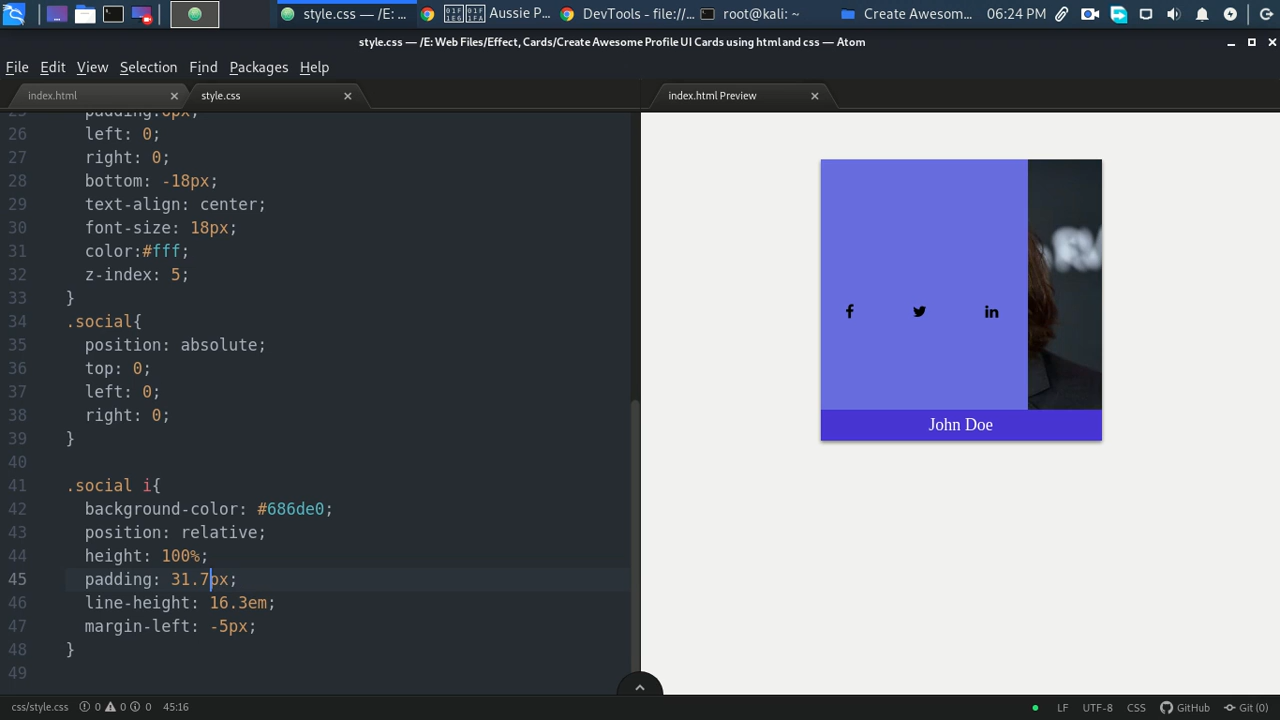 style.css — /E: ...
Aussie P...
DevTools - file://...
root@kali: ~
Create Awesom...
06:24 PM
style.css — /E: Web Files/Effect, Cards/Create Awesome Profile UI Cards using html and css — Atom
File Edit View Selection Find Packages Help
index.html
style.css
index.html Preview
25 padding:0px;
26 left: 0;
27 right: 0;
28 bottom: -18px;
29 text-align: center;
30 font-size: 18px;
31 color:#fff;
32 z-index: 5;
33 }
34 .social{
35 position: absolute;
36 top: 0;
37 left: 0;
38 right: 0;
39 }
40
41 .social i{
42 background-color: #686de0;
43 position: relative;
44 height: 100%;
45 padding: 31.7px;
46 line-height: 16.3em;
47 margin-left: -5px;
48 }
49
John Doe
css/style.css 0 0 0 45:16
LF UTF-8 CSS GitHub Git (0)